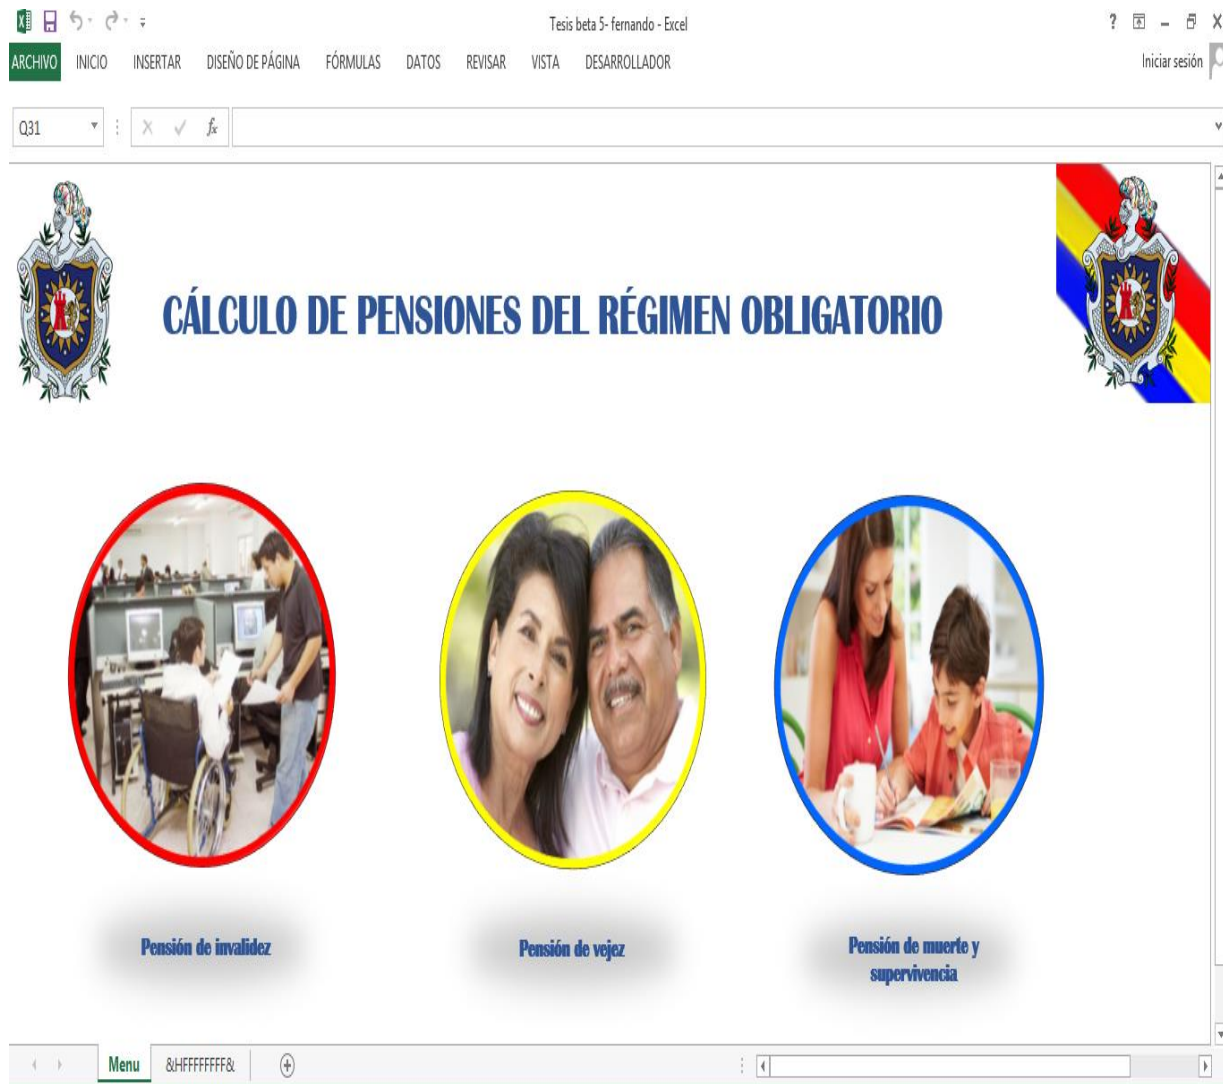 Tesis beta 5- fernando - Excel
?
ARCHIVO INICIO INSERTAR DISEÑO DE PÁGINA FÓRMULAS DATOS REVISAR VISTA DESARROLLADOR Iniciar sesión
Q31 fx
CÁLCULO DE PENSIONES DEL RÉGIMEN OBLIGATORIO
Pensión de invalidez
Pensión de vejez
Pensión de muerte y
supervivencia
Menu &HFFFFFFFF&